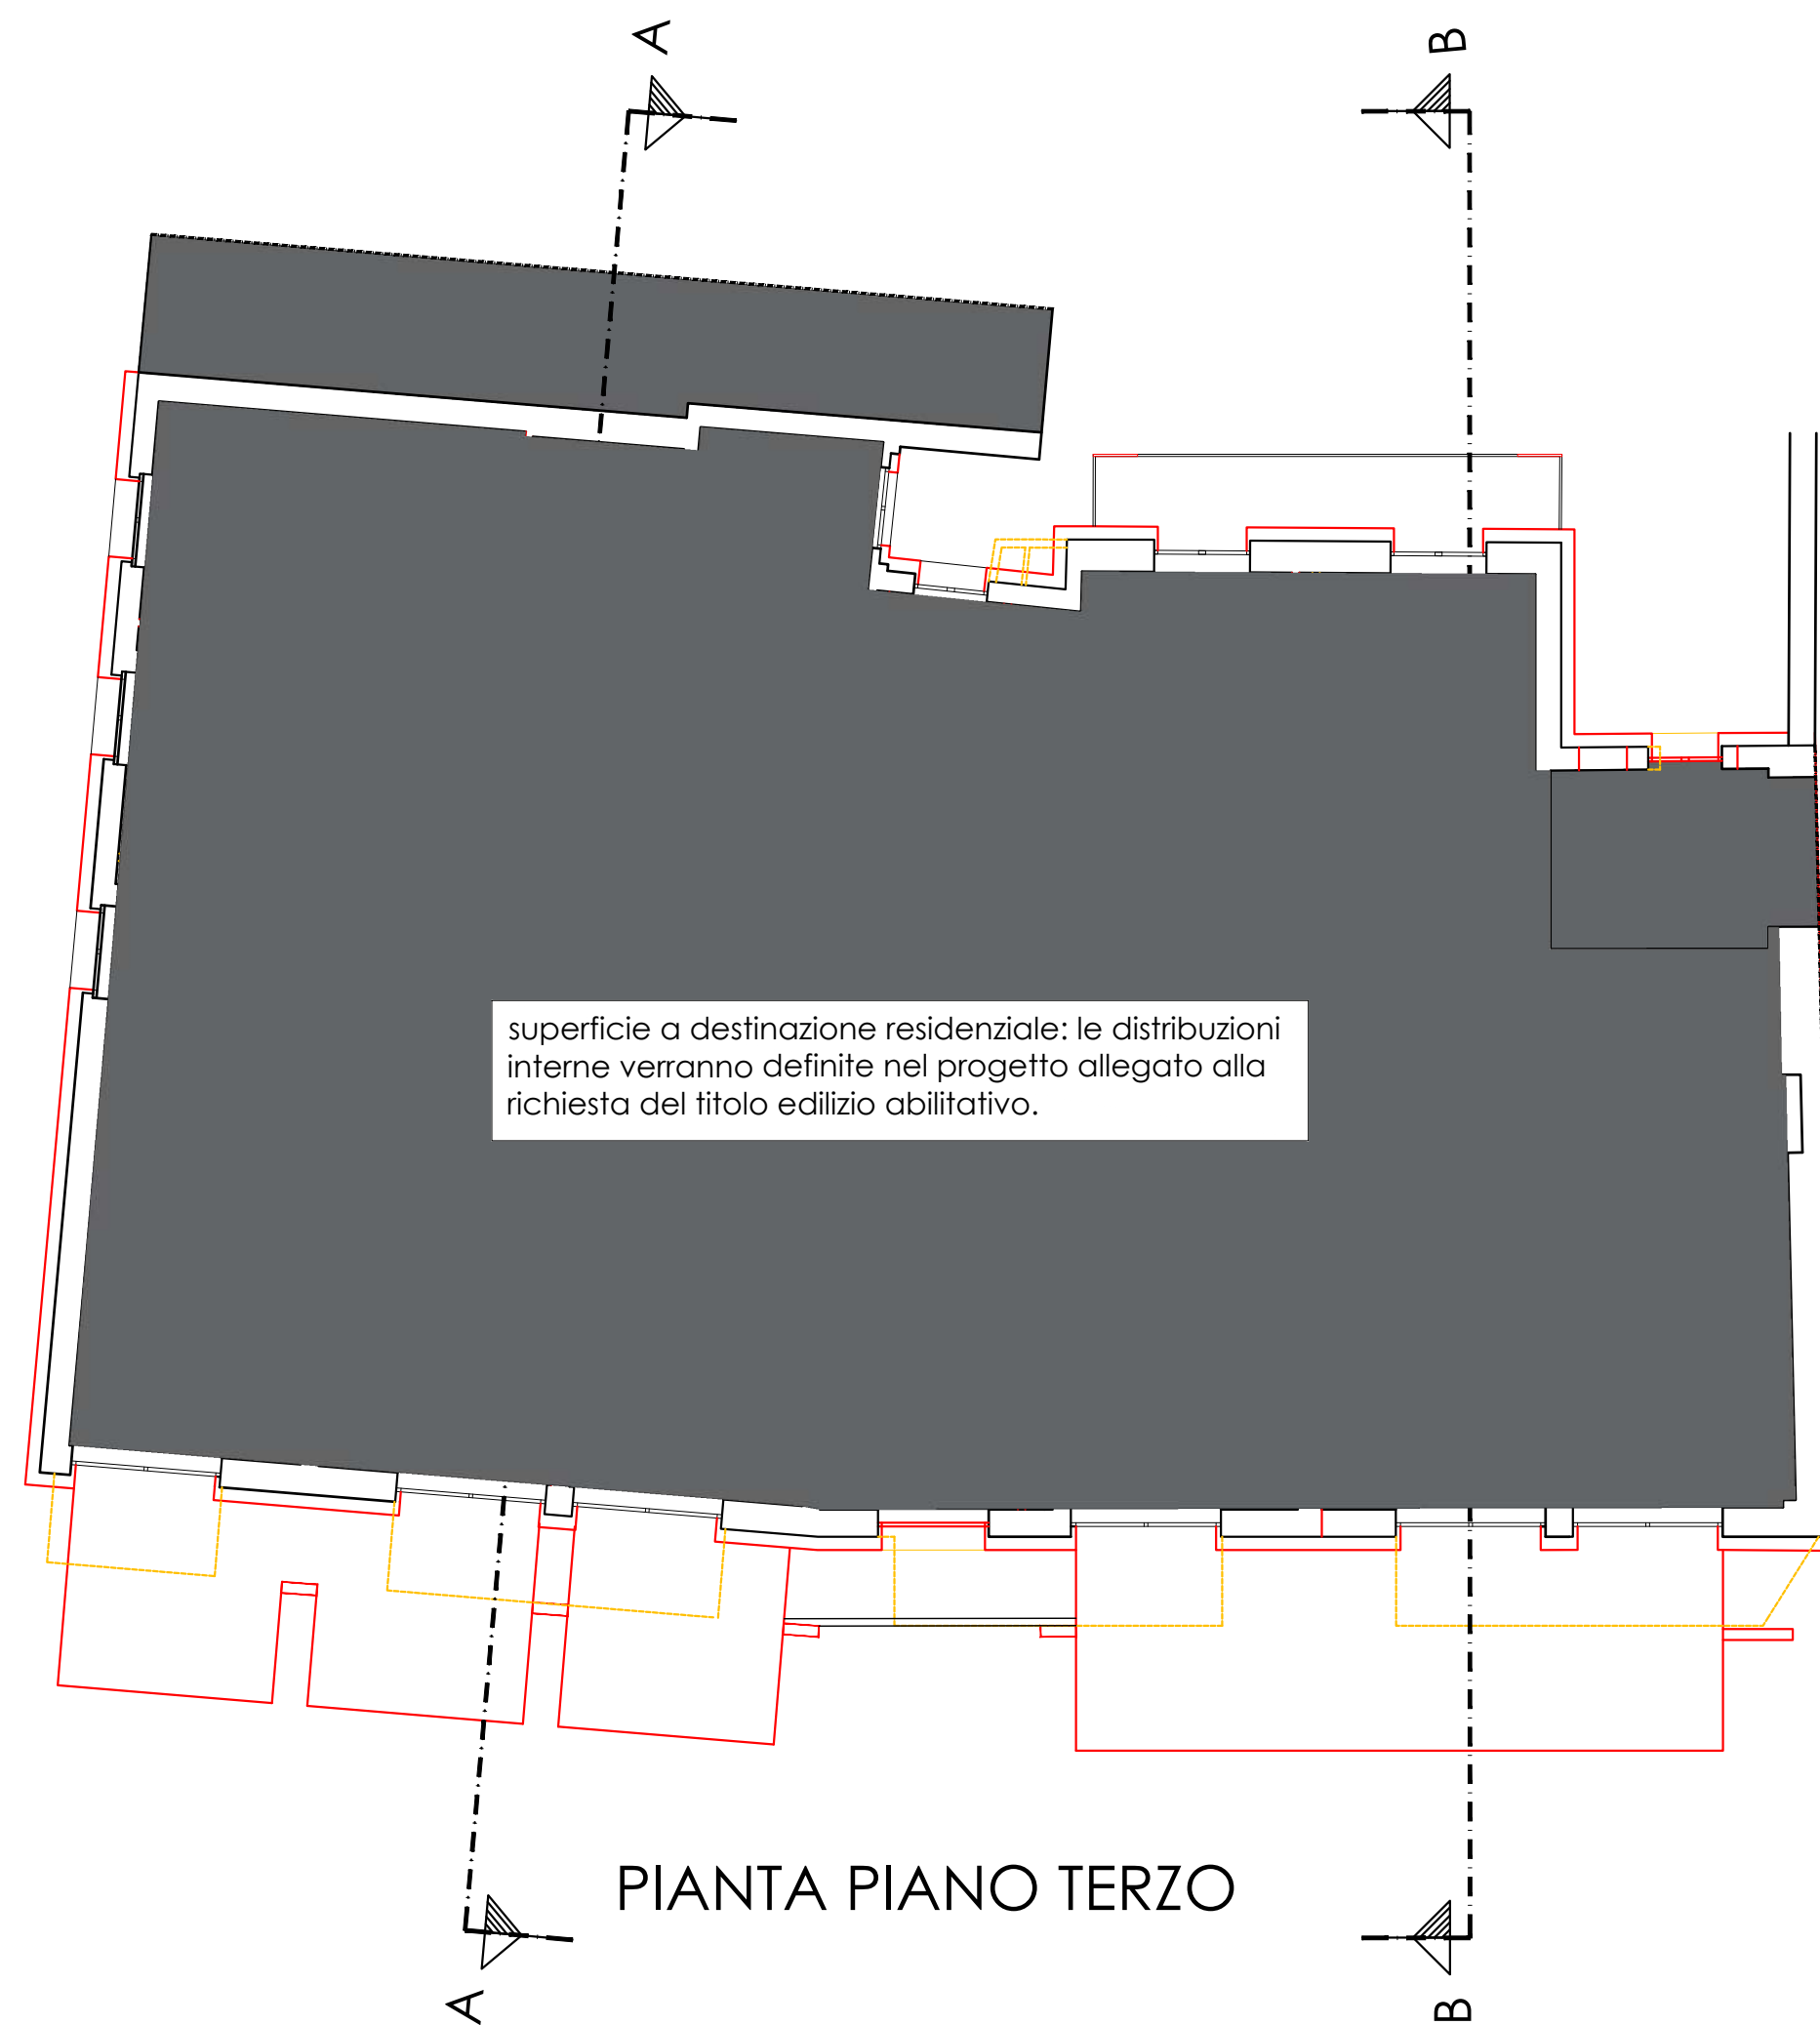 A
B
superficie a destinazione residenziale: le distribuzioni
interne verranno definite nel progetto allegato alla
richiesta del titolo edilizio abilitativo.
PIANTA PIANO TERZO
A
B